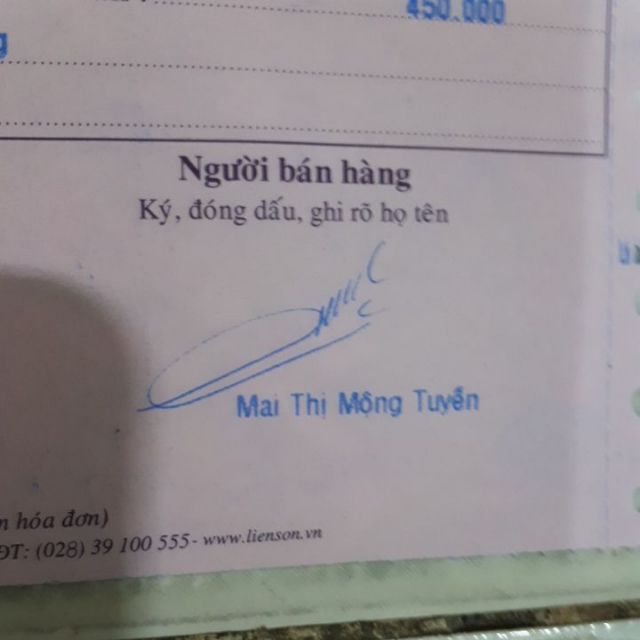 450.000
g
Người bán hàng
Ký, đóng dấu, ghi rõ họ tên
Mai Thị Mộng Tuyền
hóa đơn)
ĐT: (028) 39 100 555- www.lienson.vn